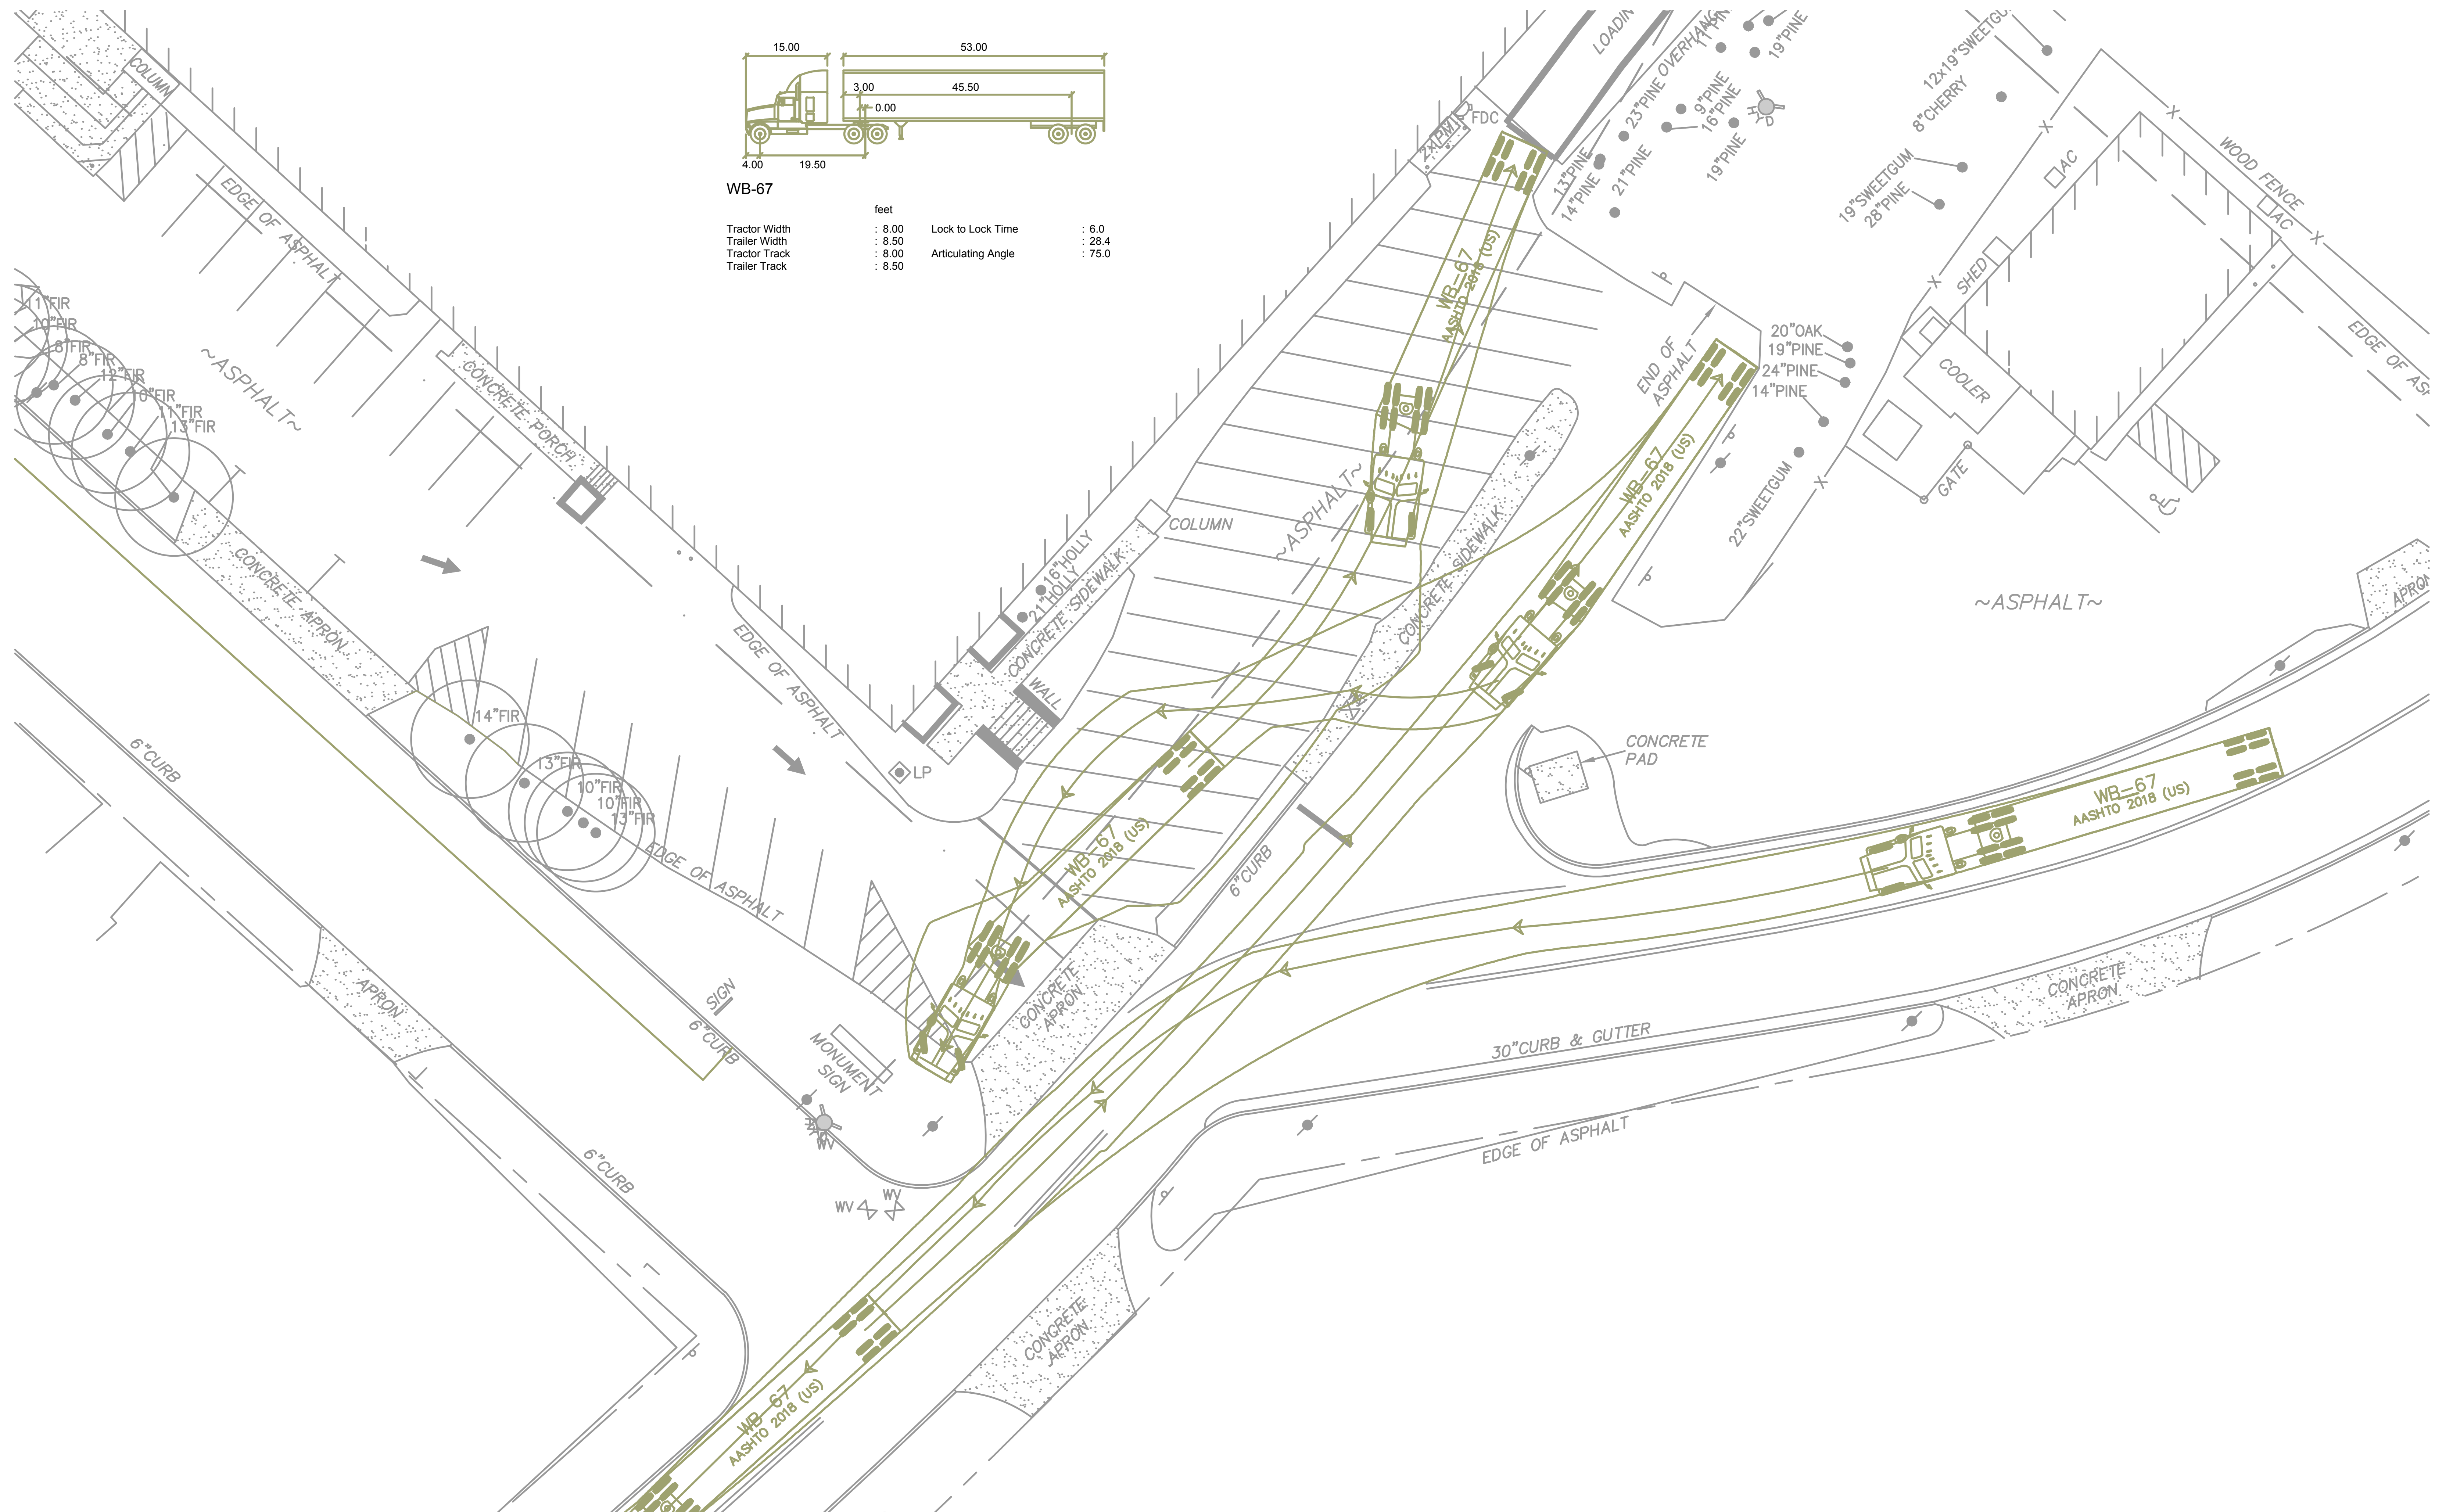 15.00
53.00
3.00
45.50
0.00
4.00
19.50
WB-67
feet
Tractor Width : 8.00 Lock to Lock Time : 6.0
Trailer Width : 8.50 : 28.4
Tractor Track : 8.00 Articulating Angle : 75.0
Trailer Track : 8.50
COLUMN
EDGE OF ASPHALT
11"FIR
10"FIR
8"FIR
8"FIR
12"FIR
10"FIR
11"FIR
13"FIR
~ASPHALT~
CONCRETE PORCH
CONCRETE APRON
14"FIR
13"FIR
10"FIR
10"FIR
13"FIR
EDGE OF ASPHALT
EDGE OF ASPHALT
LP
21"HOLLY
16"HOLLY
CONCRETE SIDEWALK
WALL
COLUMN
~ASPHALT~
FDC
23"PINE
OVERHANG
11"PIN
19"PINE
9"PINE
16"PINE
19"PINE
13"PINE
14"PINE
21"PINE
HYD
12x19"SWEETGU
8"CHERRY
19"SWEETGUM
28"PINE
AC
WOOD FENCE
AC
SHED
COOLER
EDGE OF AS
GATE
END OF
ASPHALT
20"OAK
19"PINE
24"PINE
14"PINE
22"SWEETGUM
~ASPHALT~
APRON
WB-67
AASHTO 2018 (US)
WB-67
AASHTO 2018 (US)
CONCRETE SIDEWALK
CONCRETE
PAD
WB-67
AASHTO 2018 (US)
WB-67
AASHTO 2018 (US)
6"CURB
CONCRETE
APRON
6"CURB
APRON
SIGN
6"CURB
MONUMENT
SIGN
WV
WV
WV
6"CURB
30"CURB & GUTTER
CONCRETE
APRON
EDGE OF ASPHALT
CONCRETE
APRON
WB-67
AASHTO 2018 (US)